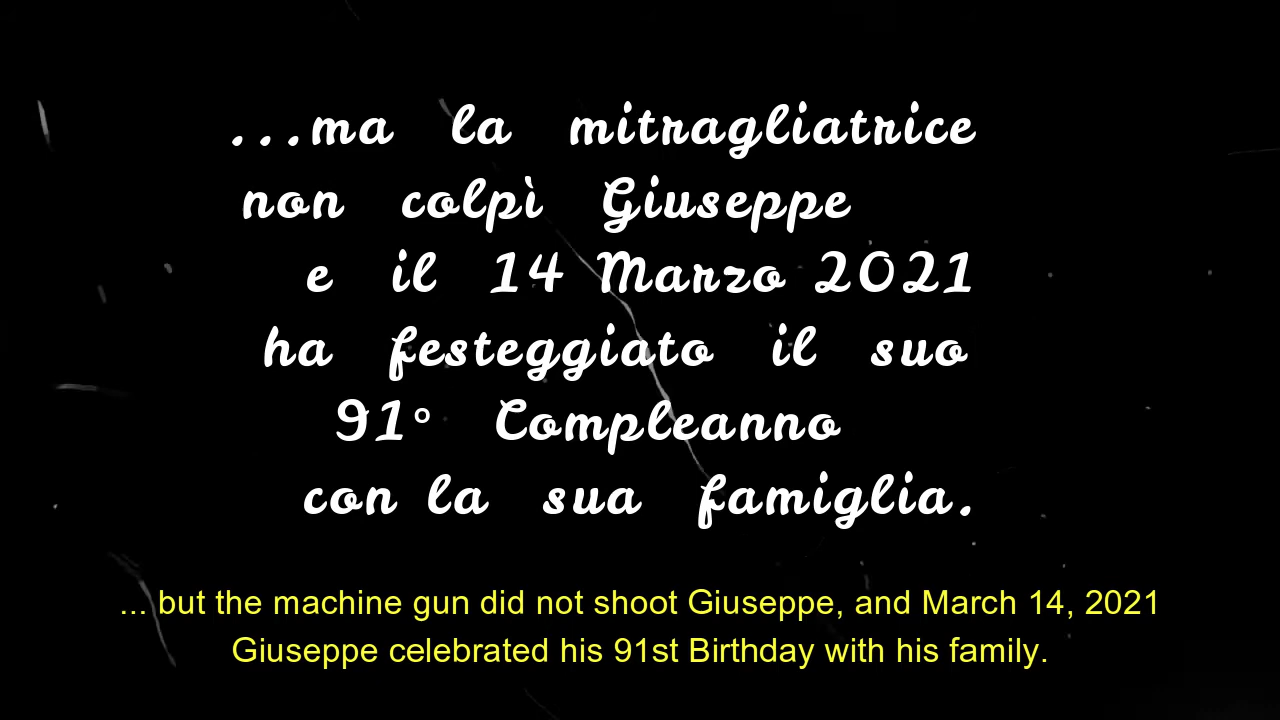 ...ma la mitragliatrice
non colpì Giuseppe
e il 14 Marzo 2021
ha festeggiato il suo
91° Compleanno
con la sua famiglia.
... but the machine gun did not shoot Giuseppe, and March 14, 2021
Giuseppe celebrated his 91st Birthday with his family.